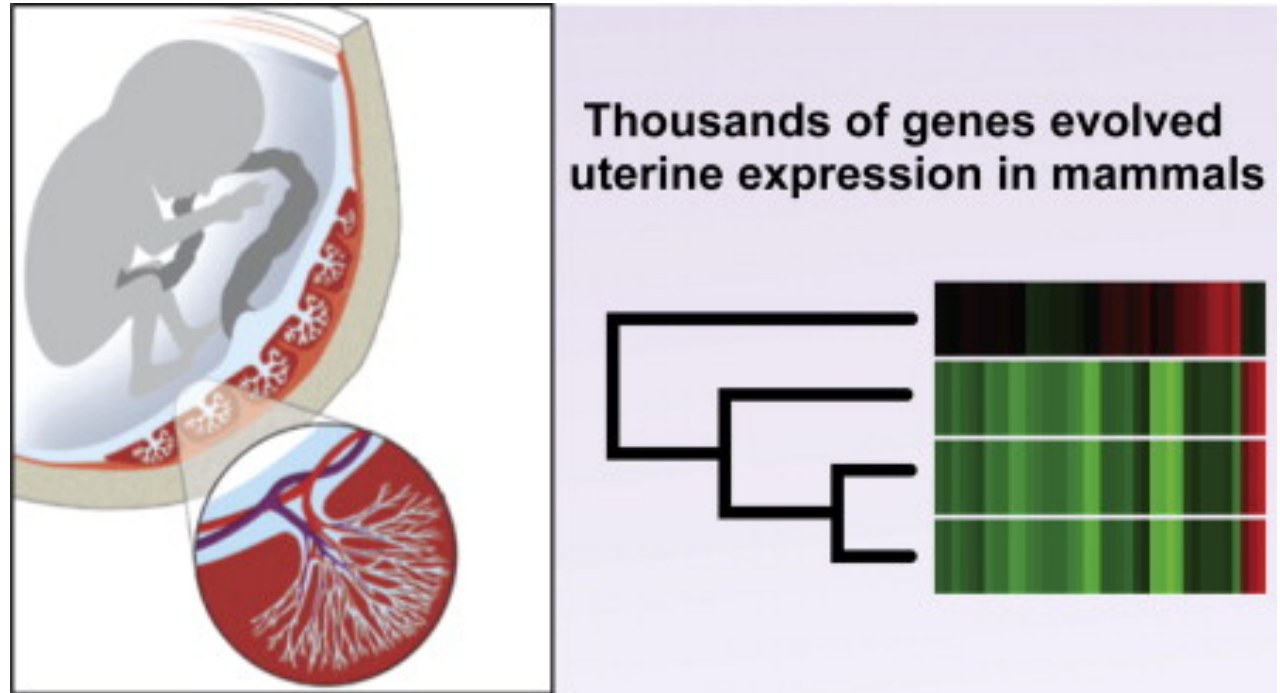 Thousands of genes evolved
uterine expression in mammals